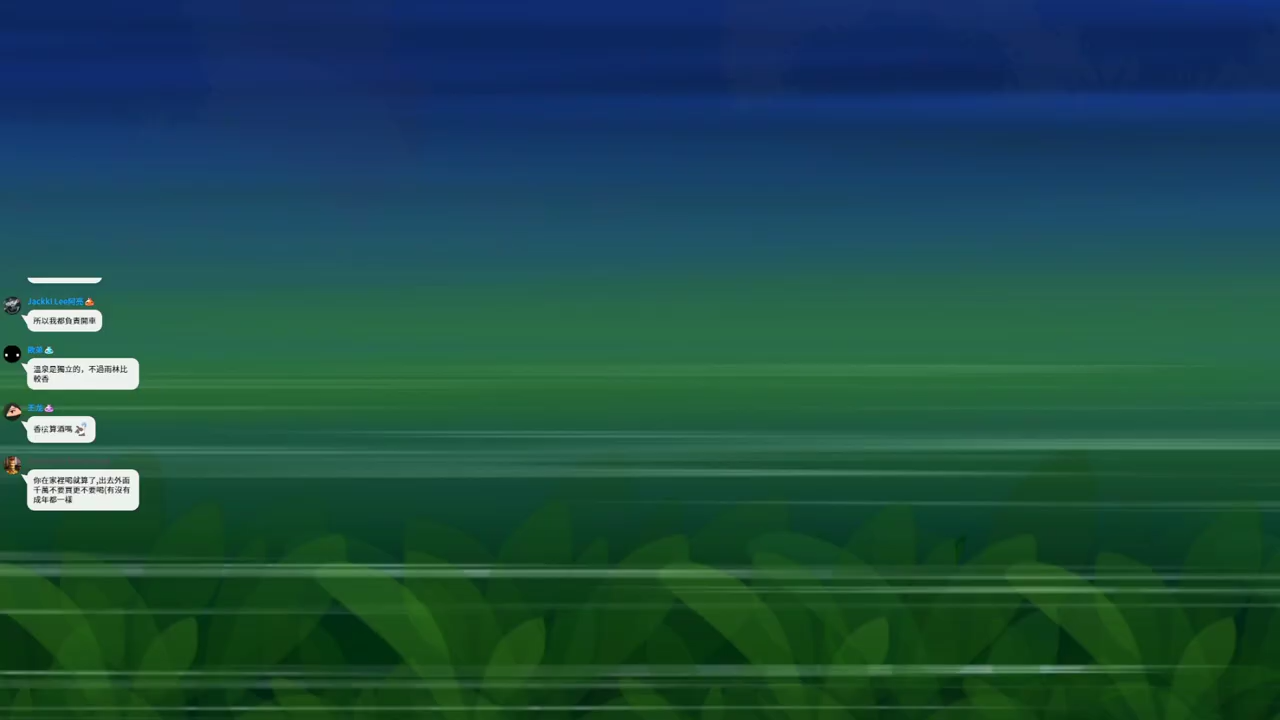 Jackki Lee阿亮
所以我都負責開車
溫泉是獨立的，不過雨林比
較香
香檳算酒嗎
你在家裡喝就算了,出去外面
千萬不要買更不要喝(有沒有
成年都一樣